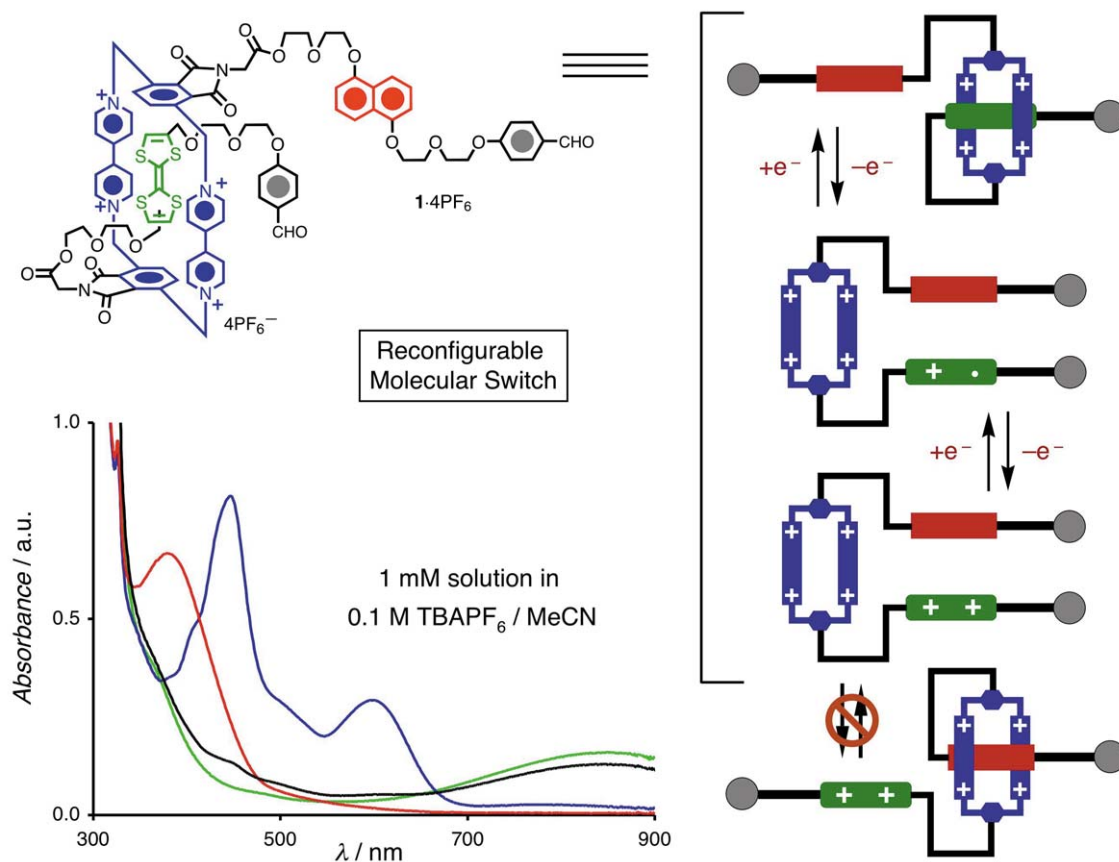 O
O
O
N
O
O
O
O
O
O
O
CHO
N
+
N
+
S
S
S
S
+
O
O
O
CHO
1·4PF6
N
+
N
+
O
O
O
O
O
N
O
O
4PF6–
Reconfigurable
Molecular Switch
1.0
0.5
0.0
Absorbance / a.u.
300
500
700
900
λ / nm
1 mM solution in
0.1 M TBAPF6 / MeCN
+ +
+ +
+e– –e–
+ +
+ +
+ ·
+e– –e–
+ +
+ +
+ +
+ +
+ +
+ +